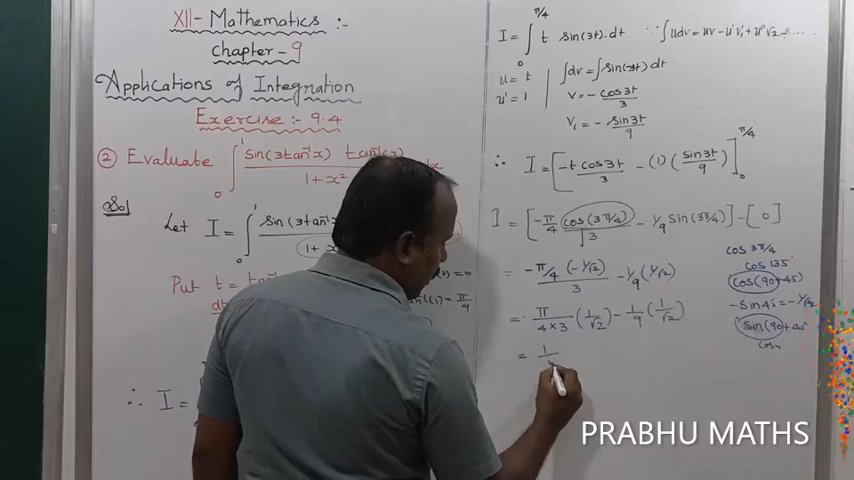 XII- Mathematics :-
chapter - 9
Applications of Integration
Exercise :- 9.4
② Evaluate ∫₀¹ sin(3tan⁻¹x) tan⁻¹(x) / 1+x² dx
Sol
Let I = ∫₀¹ sin(3tan⁻¹
1+x
Put t =
(0) = 0
(1) = π/4
∴ I =
I = ∫₀^{π/4} t sin(3t).dt ∵ ∫udv = uv - u'v₁ + u''v₂ - .....
u = t ∫dv = ∫sin(3t)dt
u' = 1 v = - cos3t/3
v₁ = - sin3t/9
∴ I = [-t cos3t/3 - (1)(sin3t/9)]₀^{π/4}
I = [-π/4 cos(3π/4)/3 - 1/9 sin(3π/4)] - [0]
= -π/4 (-1/√2)/3 - 1/9 (1/√2)
= π/4×3 (1/√2) - 1/9 (1/√2)
= 1
cos 3π/4
cos 135°
cos(90+45)
-sin45 = -1/√2
sin(90+
PRABHU MATHS